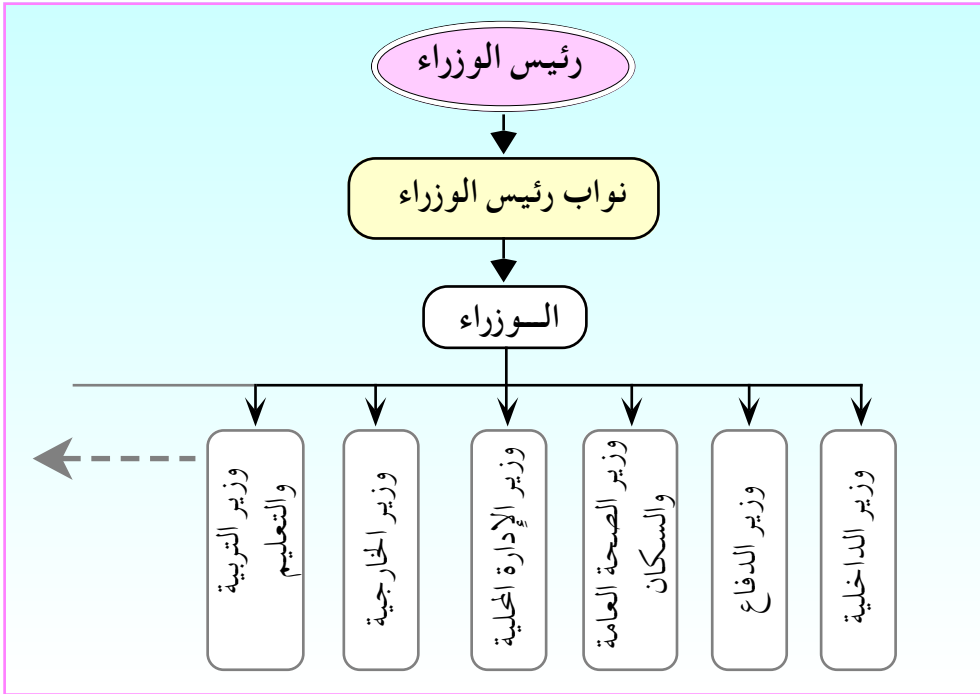 رئيس الوزراء
نواب رئيس الوزراء
الـــوزراء
وزير الداخلية
وزير الدفاع
وزير الصحة العامة
والسكان
وزير الإدارة المحلية
وزير الخارجية
وزير التربية
والتعليم